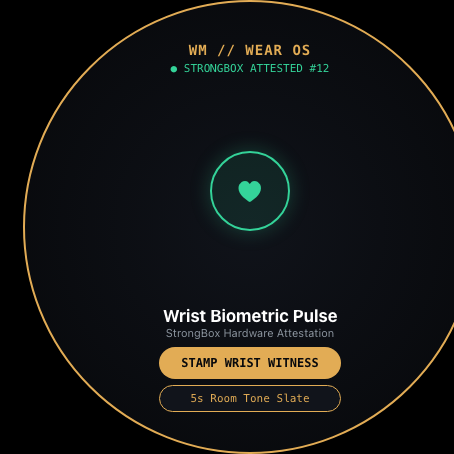 WM // WEAR OS
● STRONGBOX ATTESTED #12
Wrist Biometric Pulse
StrongBox Hardware Attestation
STAMP WRIST WITNESS
5s Room Tone Slate